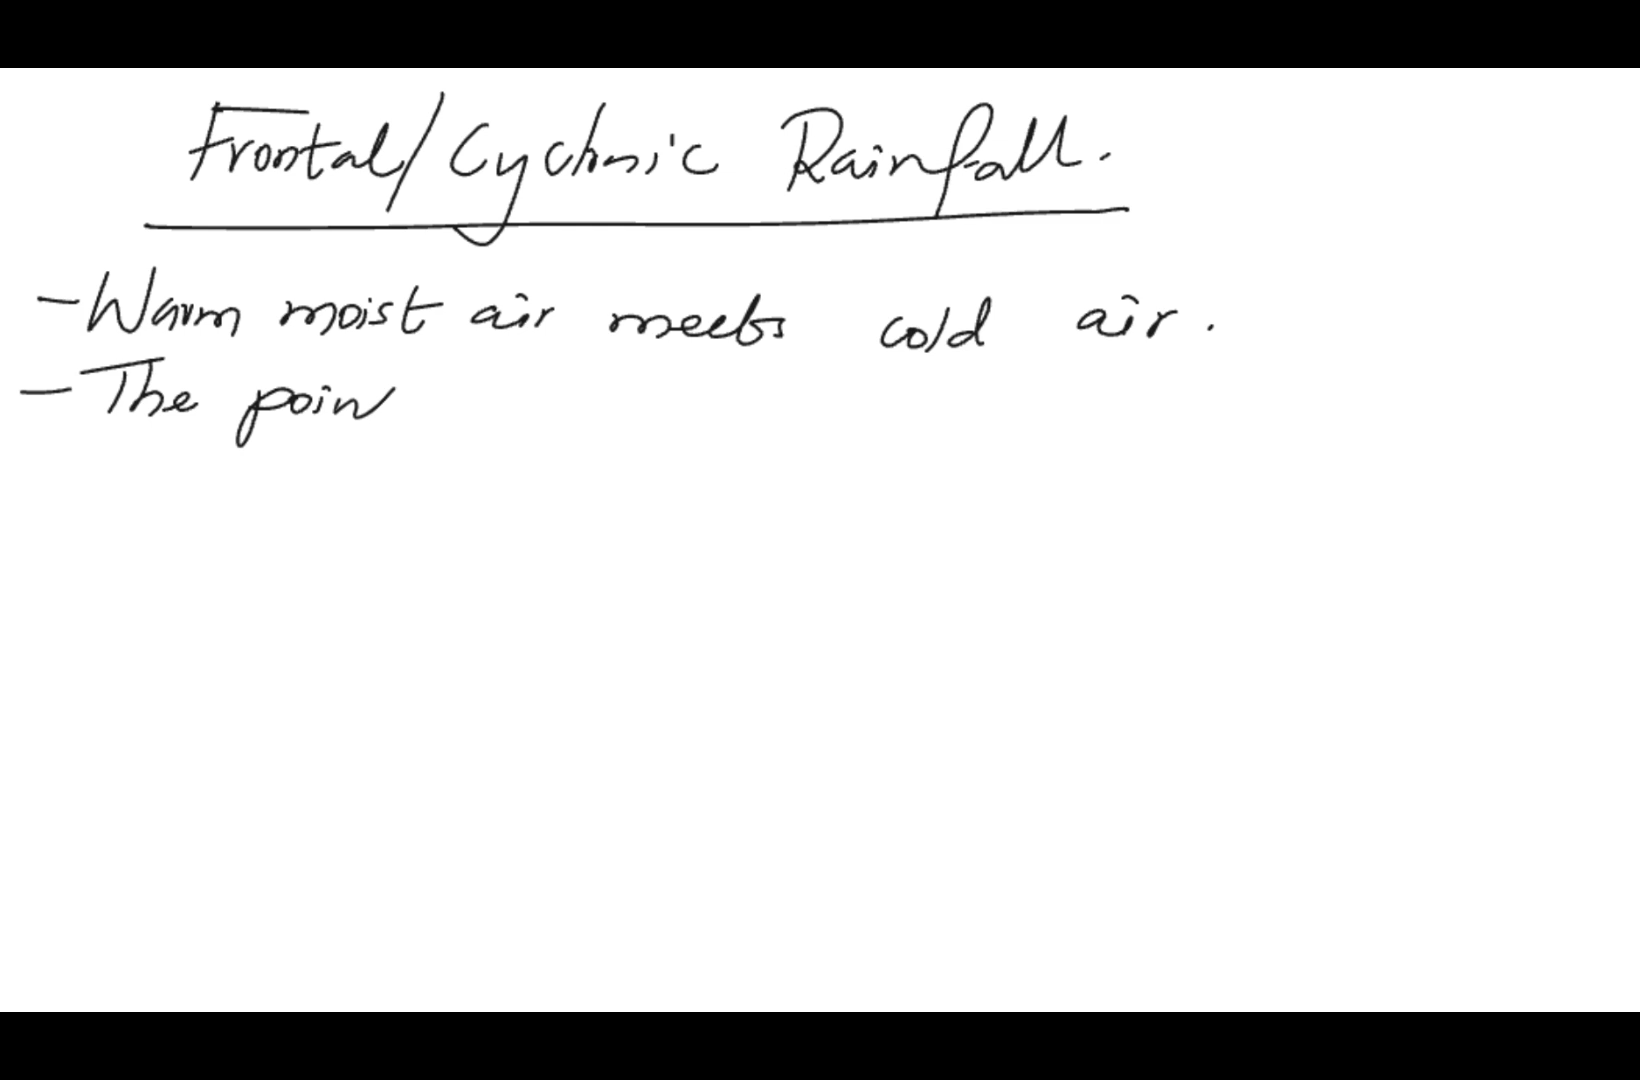 Frontal/Cyclonic Rainfall.
- Warm moist air meets cold air.
- The poin